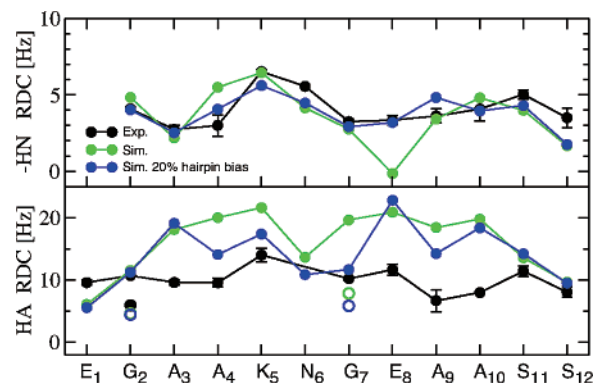 10
5
0
-HN RDC [Hz]
Exp.
Sim.
Sim. 20% hairpin bias
20
10
0
HA RDC [Hz]
E1 G2 A3 A4 K5 N6 G7 E8 A9 A10 S11 S12